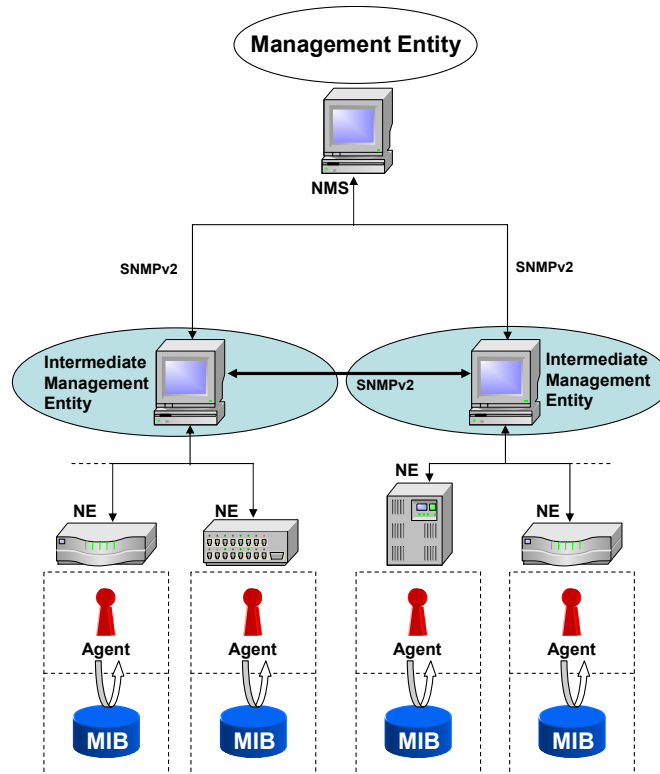 Management Entity
NMS
SNMPv2
SNMPv2
Intermediate
Management
Entity
SNMPv2
Intermediate
Management
Entity
NE
NE
NE
NE
Agent
Agent
Agent
Agent
MIB
MIB
MIB
MIB